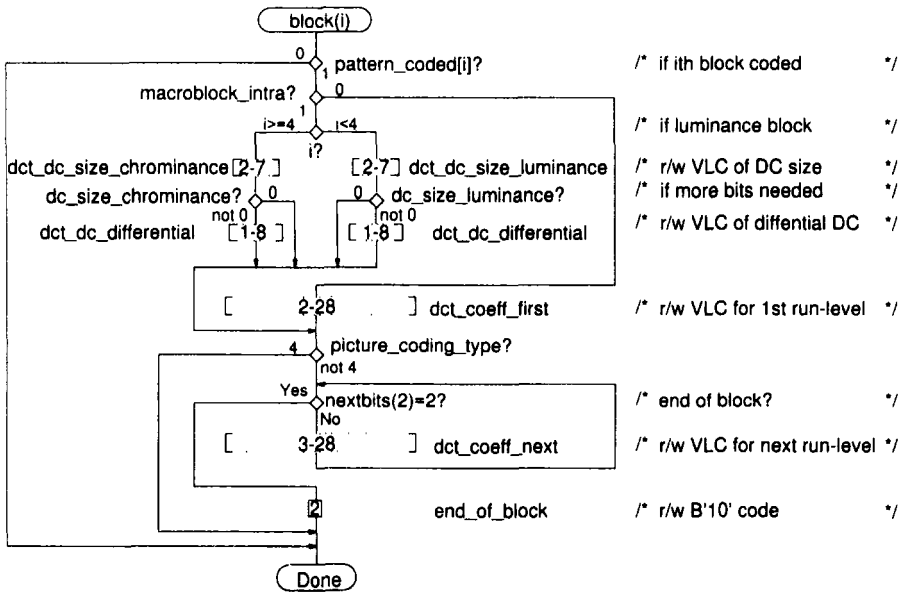 block(i)
0 pattern_coded[i]? /* if ith block coded */
1
macroblock_intra? 0
1
i>=4 i<4 /* if luminance block */
i?
dct_dc_size_chrominance [2-7] [2-7] dct_dc_size_luminance /* r/w VLC of DC size */
dc_size_chrominance? 0 0 dc_size_luminance? /* if more bits needed */
not 0 not 0
dct_dc_differential [1-8] [1-8] dct_dc_differential /* r/w VLC of diffential DC */
[ 2-28 ] dct_coeff_first /* r/w VLC for 1st run-level */
4 picture_coding_type?
not 4
Yes nextbits(2)=2? /* end of block? */
No
[ 3-28 ] dct_coeff_next /* r/w VLC for next run-level */
2 end_of_block /* r/w B'10' code */
Done